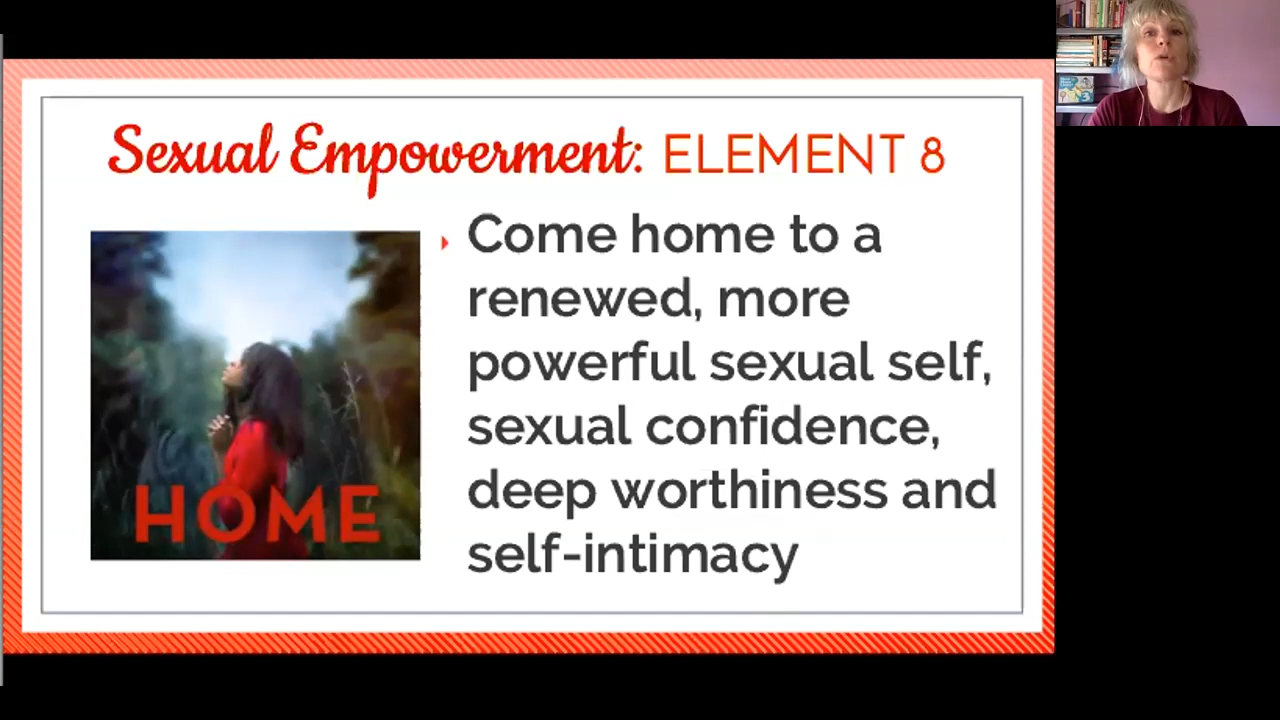 Sexual Empowerment: ELEMENT 8
Come home to a
renewed, more
powerful sexual self,
sexual confidence,
deep worthiness and
self-intimacy
HOME